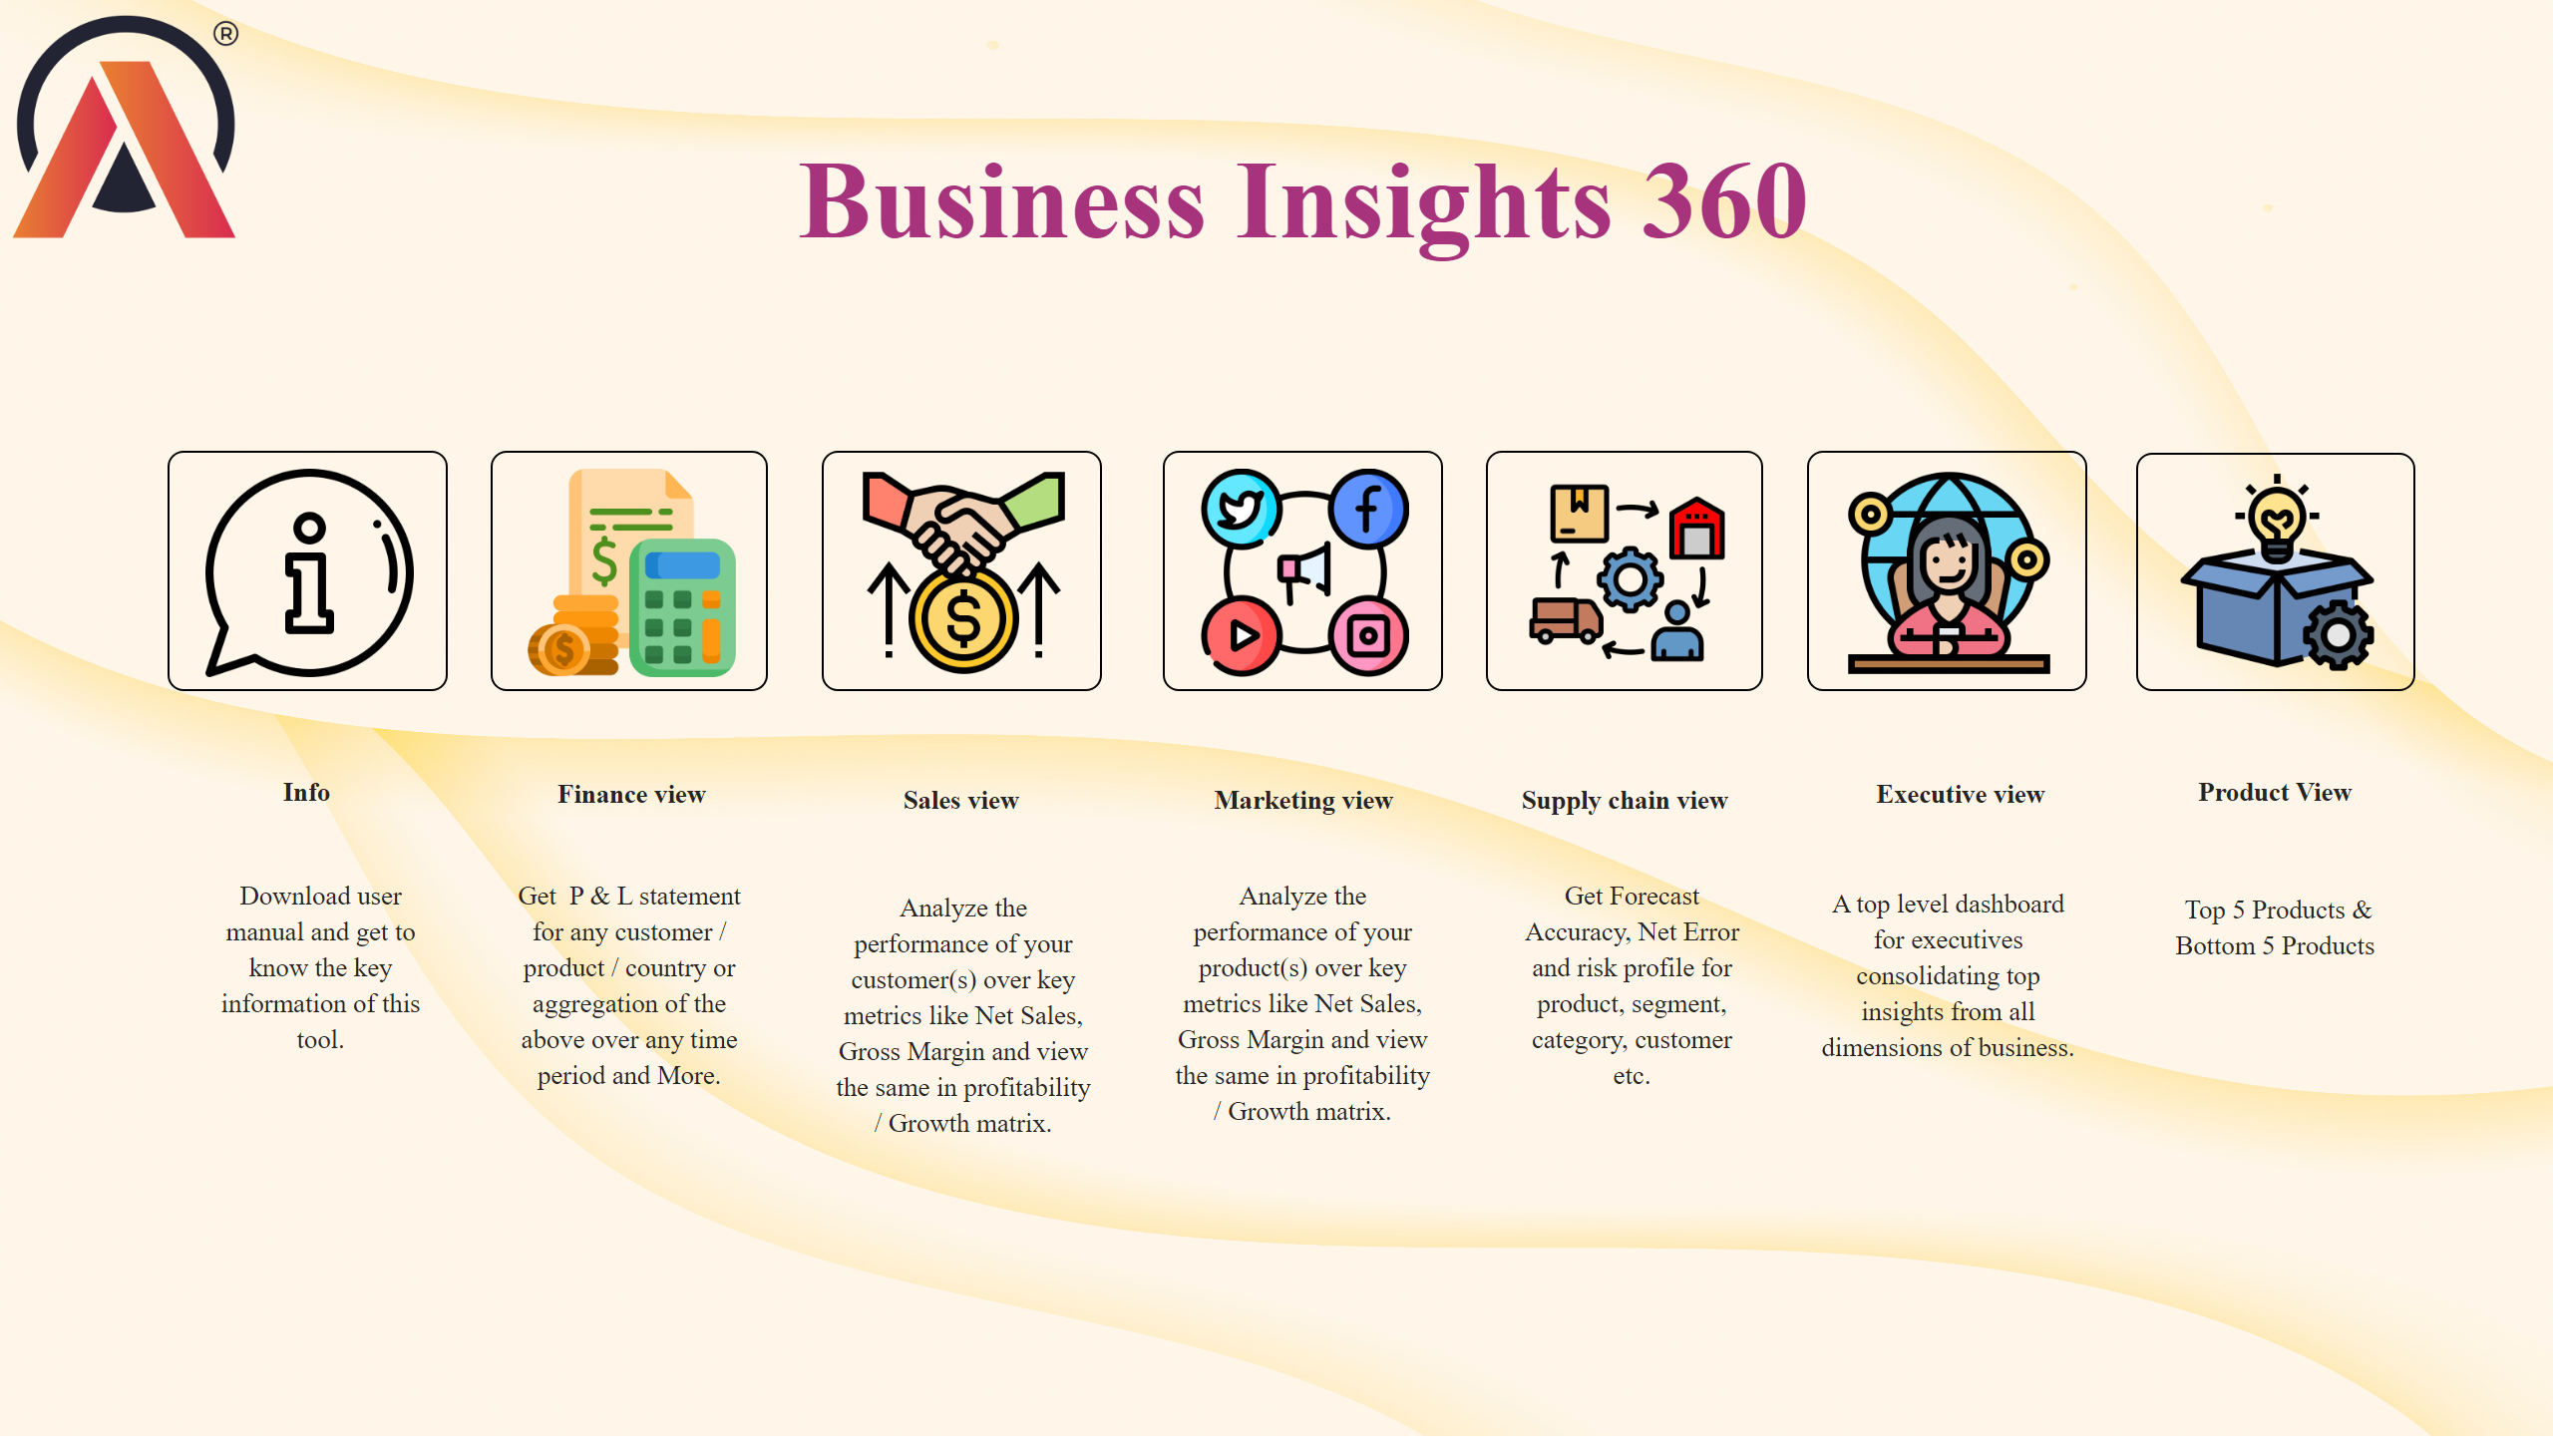 ®
Business Insights 360
Info
Download user
manual and get to
know the key
information of this
tool.
Finance view
Get  P & L statement
for any customer /
product / country or
aggregation of the
above over any time
period and More.
Sales view
Analyze the
performance of your
customer(s) over key
metrics like Net Sales,
Gross Margin and view
the same in profitability
/ Growth matrix.
Marketing view
Analyze the
performance of your
product(s) over key
metrics like Net Sales,
Gross Margin and view
the same in profitability
/ Growth matrix.
Supply chain view
Get Forecast
Accuracy, Net Error
and risk profile for
product, segment,
category, customer
etc.
Executive view
A top level dashboard
for executives
consolidating top
insights from all
dimensions of business.
Product View
Top 5 Products &
Bottom 5 Products